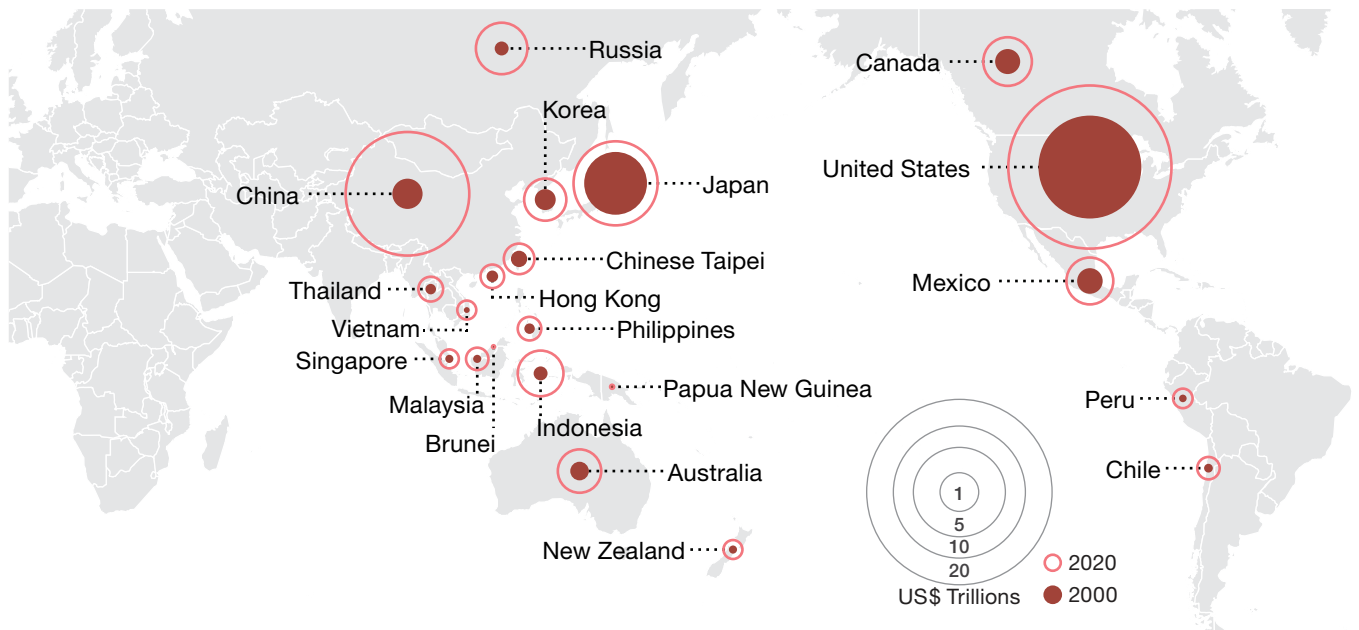 Russia
Canada
Korea
United States
Japan
China
Chinese Taipei
Mexico
Thailand
Hong Kong
Vietnam
Philippines
Singapore
Papua New Guinea
Malaysia
Peru
Indonesia
Brunei
Chile
Australia
1
5
10
20
New Zealand
2020
2000
US$ Trillions